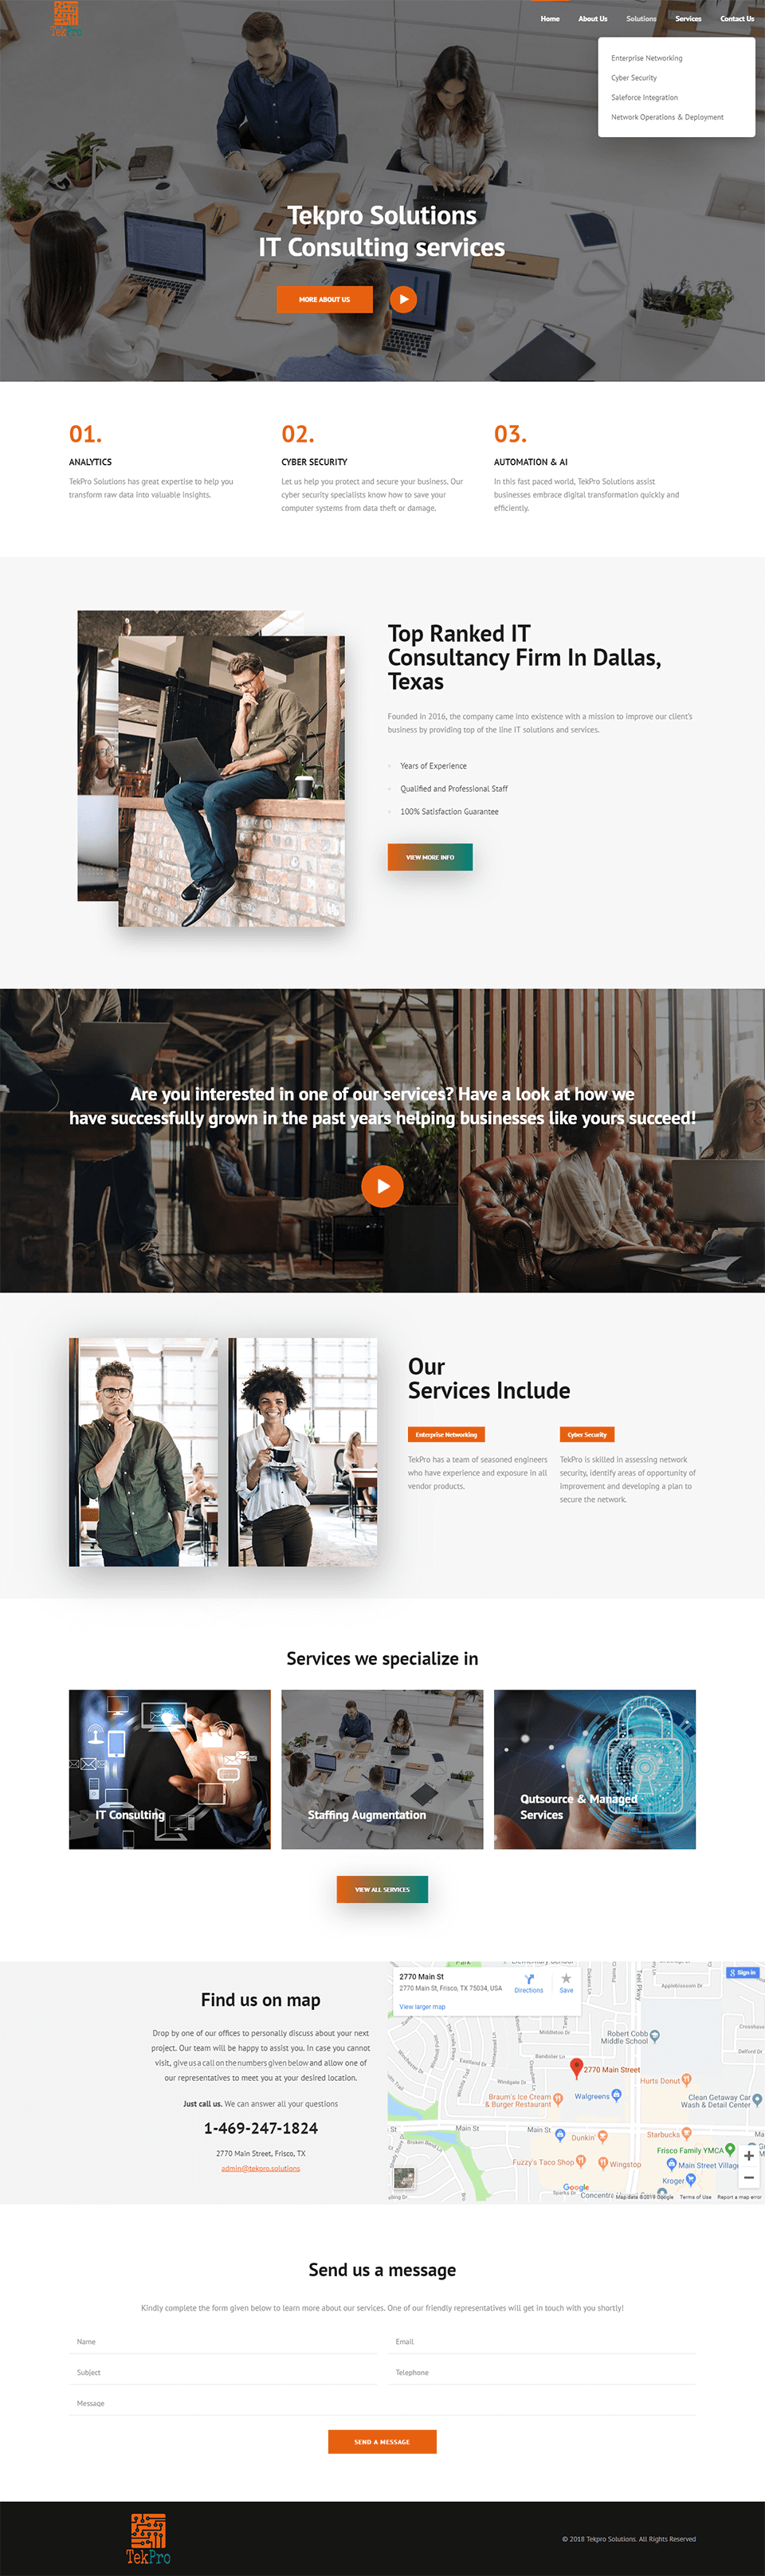 TekPro
Home About Us Solutions Services Contact Us
Enterprise Networking
Cyber Security
Saleforce Integration
Network Operations & Deployment
Tekpro Solutions
IT Consulting services
MORE ABOUT US
01.
ANALYTICS
TekPro Solutions has great expertise to help you
transform raw data into valuable insights.
02.
CYBER SECURITY
Let us help you protect and secure your business. Our
cyber security specialists know how to save your
computer systems from data theft or damage.
03.
AUTOMATION & AI
In this fast paced world, TekPro Solutions assist
businesses embrace digital transformation quickly and
efficiently.
Top Ranked IT
Consultancy Firm In Dallas,
Texas
Founded in 2016, the company came into existence with a mission to improve our client's
business by providing top of the line IT solutions and services.
Years of Experience
Qualified and Professional Staff
100% Satisfaction Guarantee
VIEW MORE INFO
Are you interested in one of our services? Have a look at how we
have successfully grown in the past years helping businesses like yours succeed!
Our
Services Include
Enterprise Networking
TekPro has a team of seasoned engineers
who have experience and exposure in all
vendor products.
Cyber Security
TekPro is skilled in assessing network
security, identify areas of opportunity of
improvement and developing a plan to
secure the network.
Services we specialize in
IT Consulting
Staffing Augmentation
Qutsource & Managed
Services
VIEW ALL SERVICES
Find us on map
Drop by one of our offices to personally discuss about your next
project. Our team will be happy to assist you. In case you cannot
visit, give us a call on the numbers given below and allow one of
our representatives to meet you at your desired location.
Just call us. We can answer all your questions
1-469-247-1824
2770 Main Street, Frisco, TX
admin@tekpro.solutions
2770 Main St
2770 Main St, Frisco, TX 75034, USA
Directions
Save
View larger map
Sign in
Appleblossom Dr
Teel Pkwy
Middleton Dr
Robert Cobb
Middle School
Bandolier Ln
Eastland Dr
2770 Main Street
Hurts Donut
Braum's Ice Cream
& Burger Restaurant
Walgreens
Clean Getaway Car
Wash & Detail Center
Main St
Main St
Dunkin'
Starbucks
Frisco Family YMCA
Fuzzy's Taco Shop
Wingstop
Main Street Village
Kroger
Google
Sparks Dr
Map data ©2019 Google Terms of Use Report a map error
Send us a message
Kindly complete the form given below to learn more about our services. One of our friendly representatives will get in touch with you shortly!
Name
Email
Subject
Telephone
Message
SEND A MESSAGE
TekPro
© 2018 Tekpro Solutions. All Rights Reserved